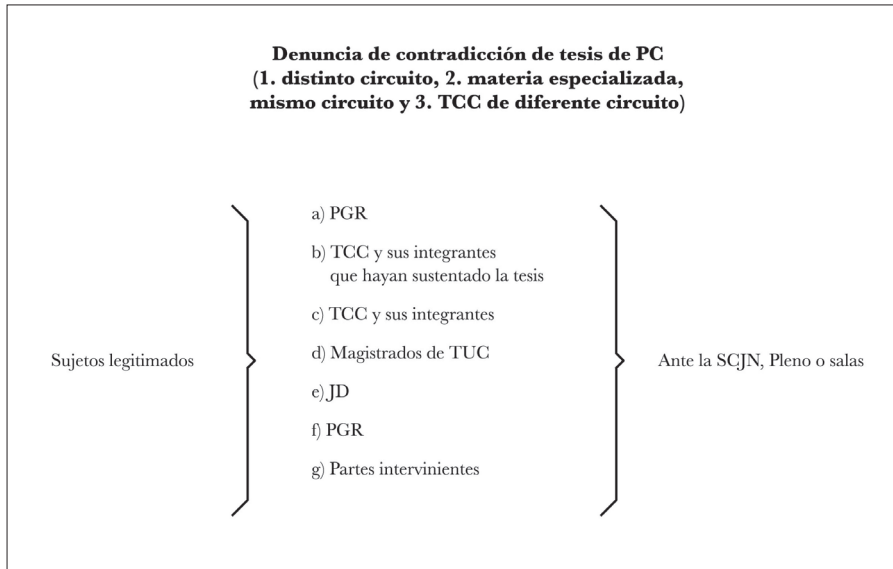 Denuncia de contradicción de tesis de PC
(1. distinto circuito, 2. materia especializada,
mismo circuito y 3. TCC de diferente circuito)
Sujetos legitimados
a) PGR
b) TCC y sus integrantes
que hayan sustentado la tesis
c) TCC y sus integrantes
d) Magistrados de TUC
e) JD
f) PGR
g) Partes intervinientes
Ante la SCJN, Pleno o salas